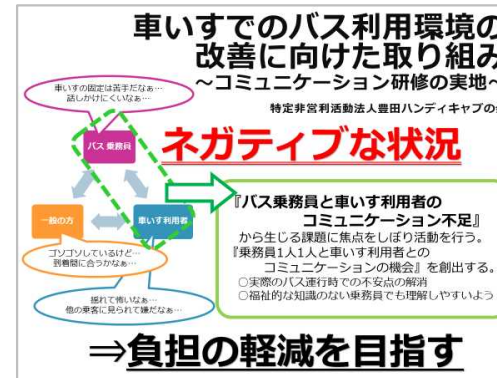 車いすでのバス利用環境の
改善に向けた取り組み
～コミュニケーション研修の実地～
特定非営利活動法人豊田ハンディキャブの
車いすの固定は苦手だなぁ…
話しかけにくいなぁ…
バス 乗務員
ネガティブな状況
一般の方
車いす利用者
ゴソゴソしているけど…
到着間に合うかなぁ…
揺れて怖いなぁ…
他の乗客に見られて嫌だなぁ…
『バス乗務員と車いす利用者の
コミュニケーション不足』
から生じる課題に焦点をしぼり活動を行う。
『乗務員1人1人と車いす利用者との
コミュニケーションの機会』を創出する。
○実際のバス運行時での不安点の解消
○福祉的な知識のない乗務員でも理解しやすいよう
⇒負担の軽減を目指す